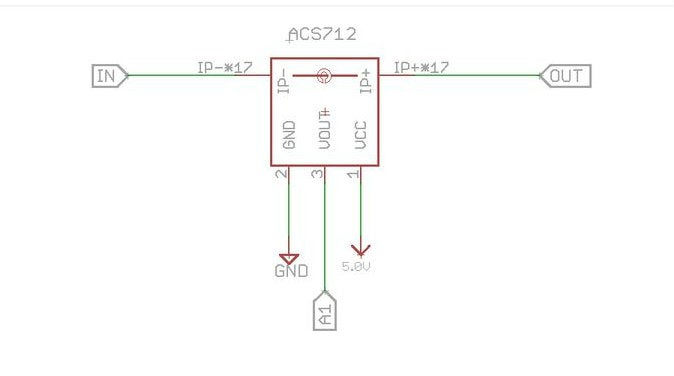 ACS712
IN
IP-*17
IP+*17
OUT
IP-
IP+
GND
VOUT
VCC
2
3
1
GND
5.0V
A1